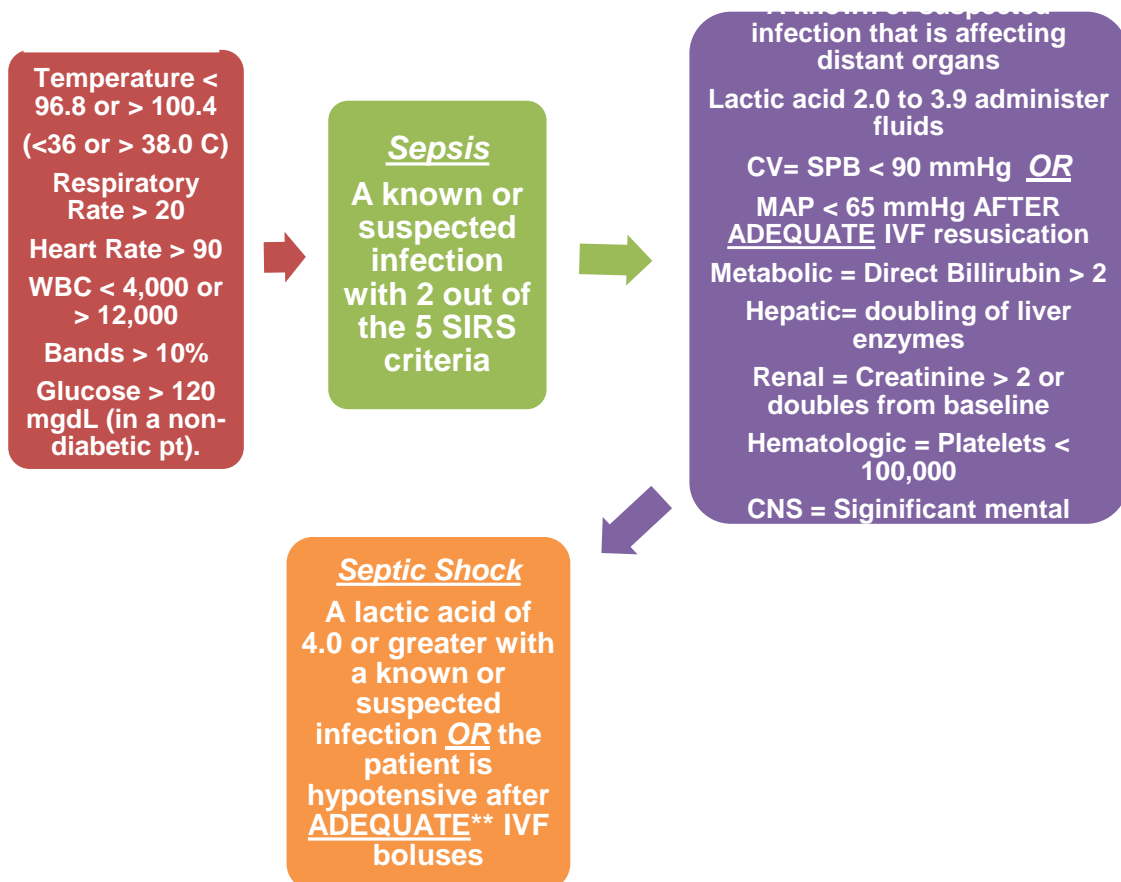 Temperature <
96.8 or > 100.4
(<36 or > 38.0 C)
Respiratory
Rate > 20
Heart Rate > 90
WBC < 4,000 or
> 12,000
Bands > 10%
Glucose > 120
mgdL (in a non-
diabetic pt).
Sepsis
A known or
suspected
infection
with 2 out of
the 5 SIRS
criteria
A known or suspected
infection that is affecting
distant organs
Lactic acid 2.0 to 3.9 administer
fluids
CV= SPB < 90 mmHg OR
MAP < 65 mmHg AFTER
ADEQUATE IVF resusication
Metabolic = Direct Billirubin > 2
Hepatic= doubling of liver
enzymes
Renal = Creatinine > 2 or
doubles from baseline
Hematologic = Platelets <
100,000
CNS = Siginificant mental
Septic Shock
A lactic acid of
4.0 or greater with
a known or
suspected
infection OR the
patient is
hypotensive after
ADEQUATE** IVF
boluses